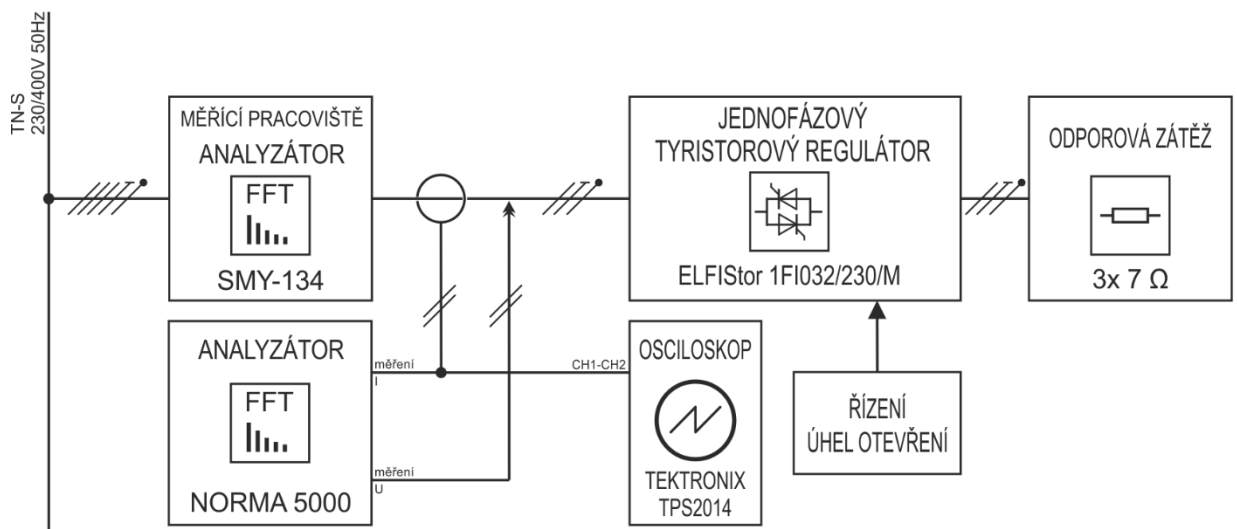 TN-S
230/400V 50Hz
MĚŘÍCÍ PRACOVIŠTĚ
ANALYZÁTOR
FFT
SMY-134
ANALYZÁTOR
FFT
NORMA 5000
měření
I
měření
U
CH1-CH2
JEDNOFÁZOVÝ
TYRISTOROVÝ REGULÁTOR
ELFIStor 1FI032/230/M
ODPOROVÁ ZÁTĚŽ
3x 7 Ω
OSCILOSKOP
TEKTRONIX
TPS2014
ŘÍZENÍ
ÚHEL OTEVŘENÍ